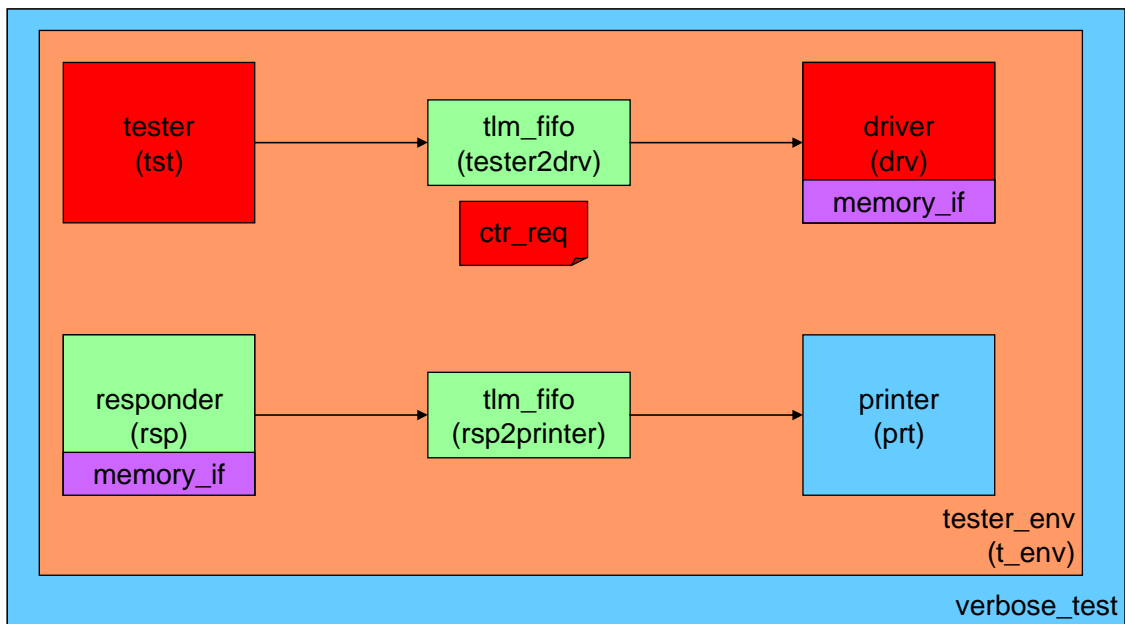 tester
(tst)
tlm_fifo
(tester2drv)
driver
(drv)
memory_if
ctr_req
responder
(rsp)
memory_if
tlm_fifo
(rsp2printer)
printer
(prt)
tester_env
(t_env)
verbose_test